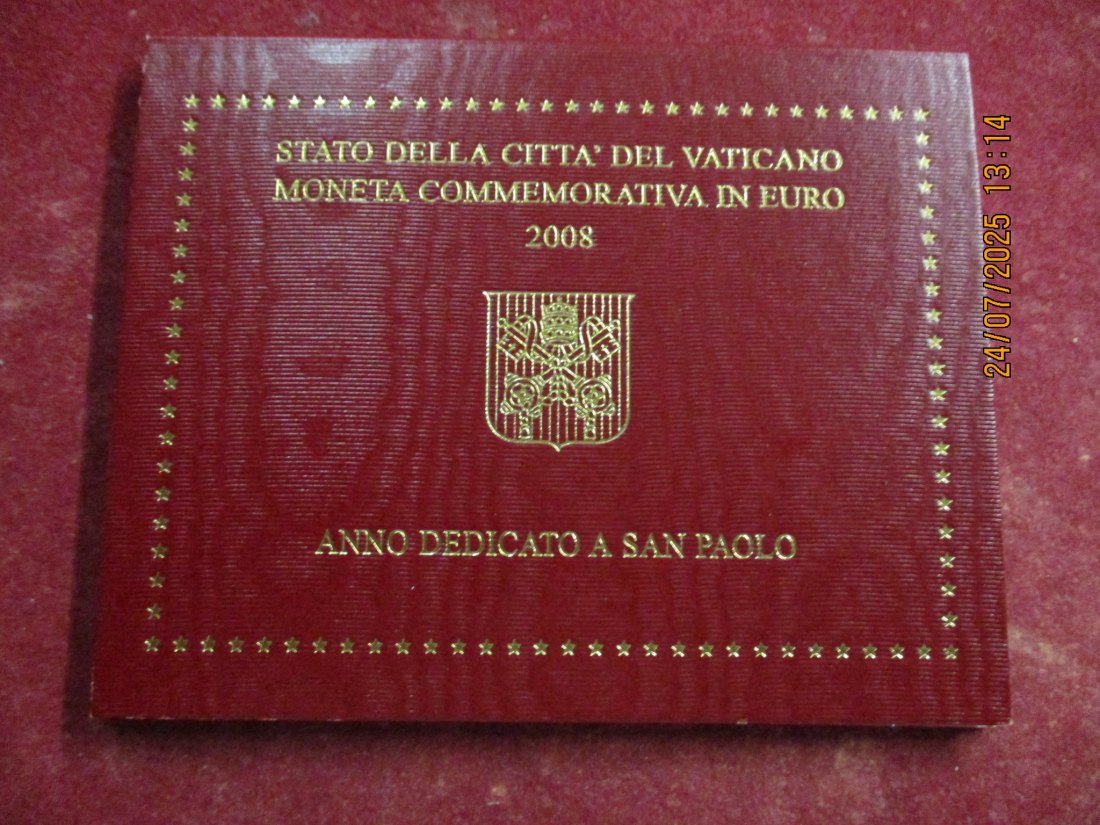 STATO DELLA CITTA' DEL VATICANO
MONETA COMMEMORATIVA IN EURO
2008
ANNO DEDICATO A SAN PAOLO
24/07/2025 13:14